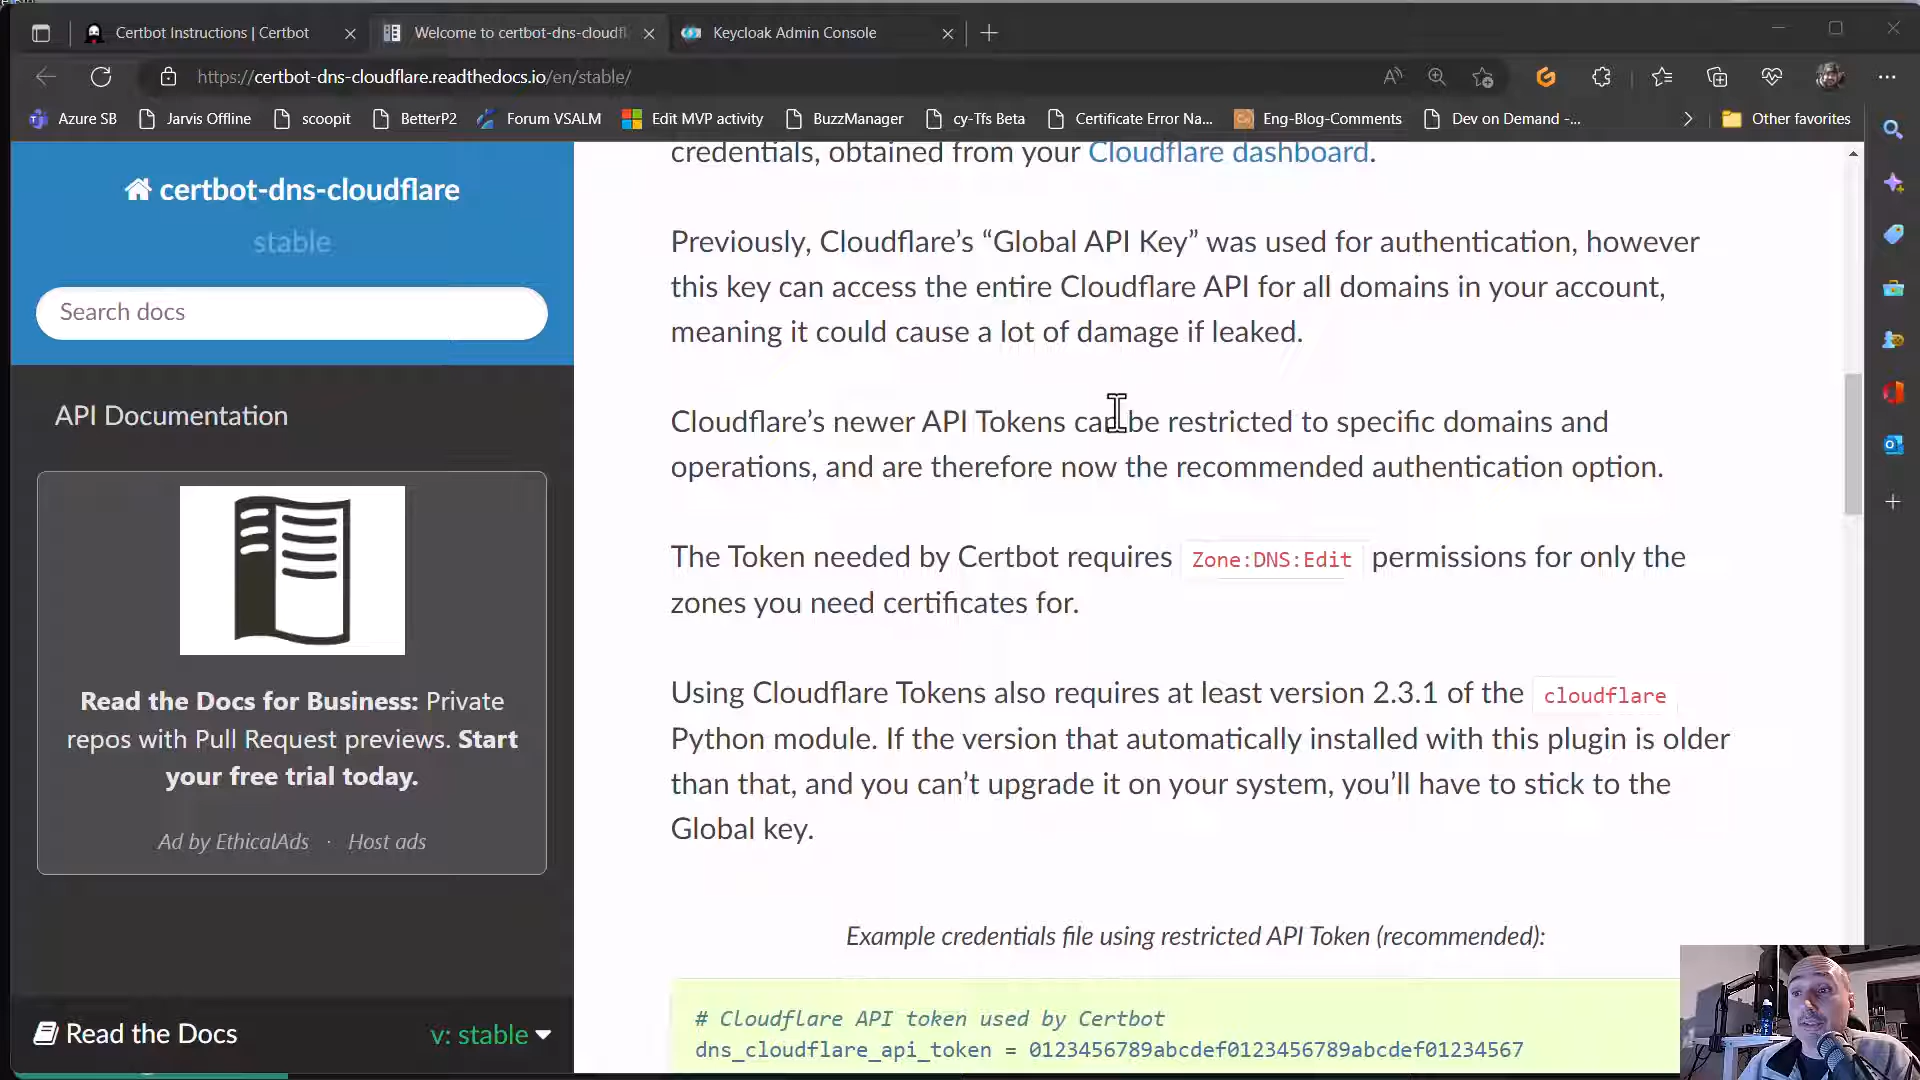 Certbot Instructions | Certbot
Welcome to certbot-dns-cloudfl
Keycloak Admin Console
https://certbot-dns-cloudflare.readthedocs.io/en/stable/
Azure SB
Jarvis Offline
scoopit
BetterP2
Forum VSALM
Edit MVP activity
BuzzManager
cy-Tfs Beta
Certificate Error Na...
Eng-Blog-Comments
Dev on Demand -...
Other favorites
certbot-dns-cloudflare
stable
Search docs
API Documentation
Read the Docs for Business: Private
repos with Pull Request previews. Start
your free trial today.
Ad by EthicalAds · Host ads
Read the Docs
v: stable
credentials, obtained from your Cloudflare dashboard.
Previously, Cloudflare’s “Global API Key” was used for authentication, however
this key can access the entire Cloudflare API for all domains in your account,
meaning it could cause a lot of damage if leaked.
Cloudflare’s newer API Tokens can be restricted to specific domains and
operations, and are therefore now the recommended authentication option.
The Token needed by Certbot requires Zone:DNS:Edit permissions for only the
zones you need certificates for.
Using Cloudflare Tokens also requires at least version 2.3.1 of the cloudflare
Python module. If the version that automatically installed with this plugin is older
than that, and you can’t upgrade it on your system, you’ll have to stick to the
Global key.
Example credentials file using restricted API Token (recommended):
# Cloudflare API token used by Certbot
dns_cloudflare_api_token = 0123456789abcdef0123456789abcdef01234567